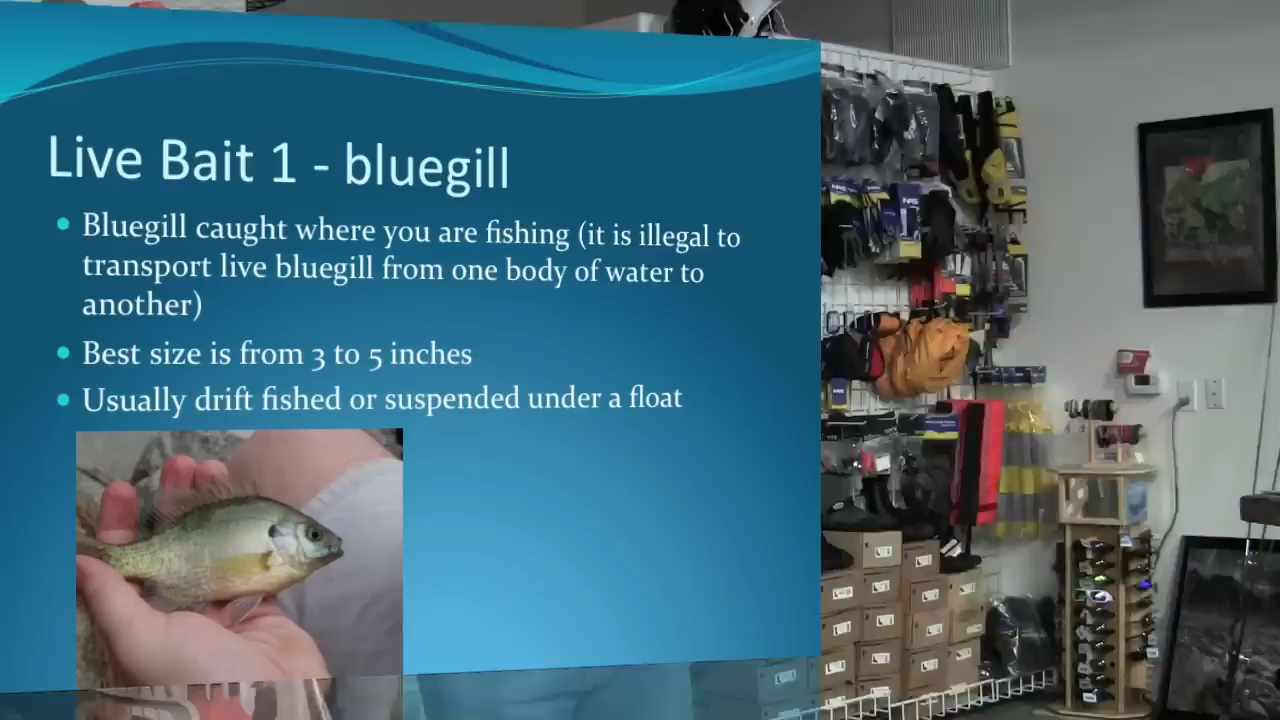 Live Bait 1 - bluegill
Bluegill caught where you are fishing (it is illegal to
transport live bluegill from one body of water to
another)
Best size is from 3 to 5 inches
Usually drift fished or suspended under a float
NRS